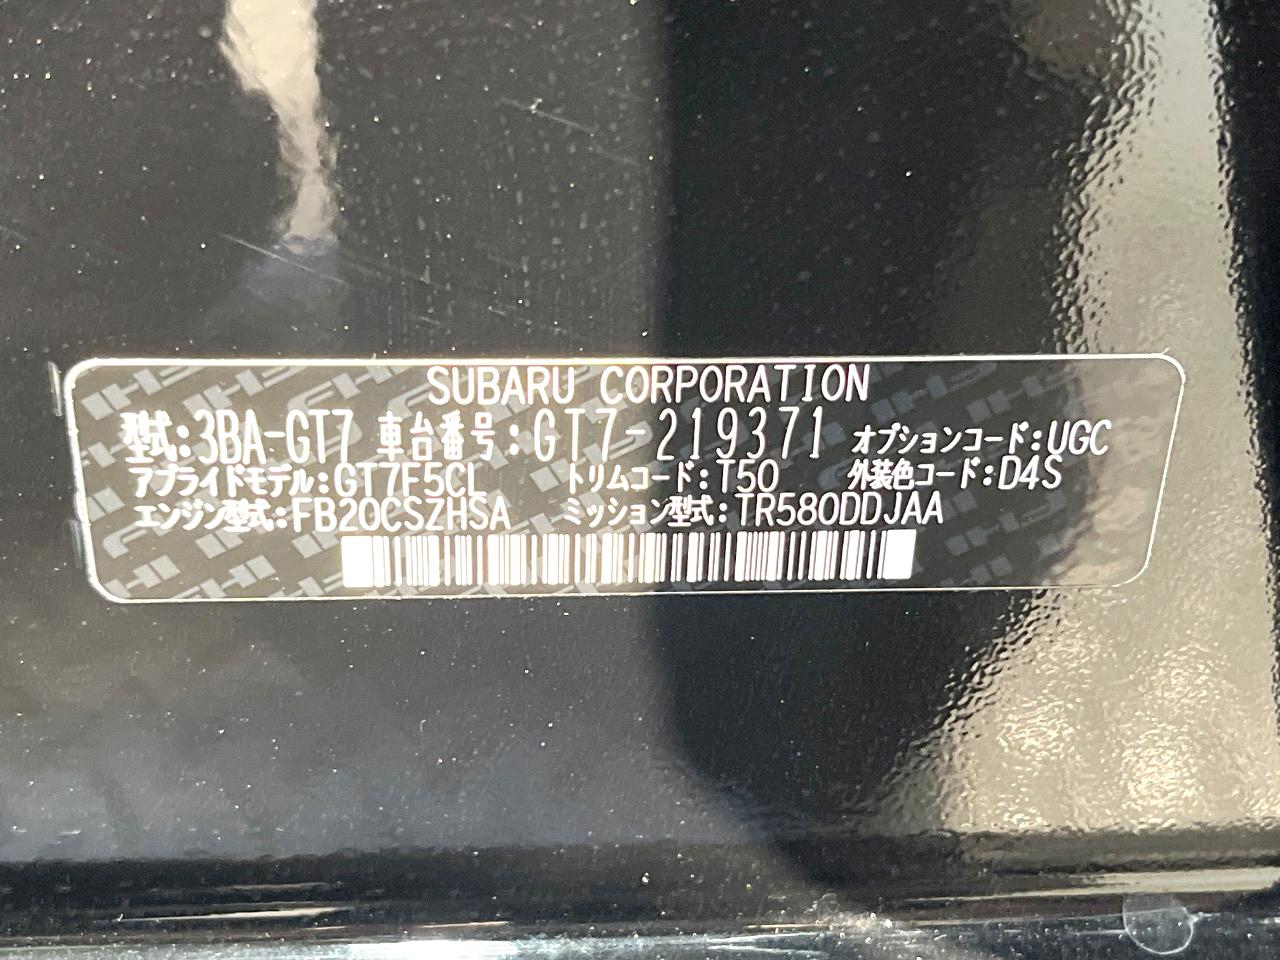 SUBARU CORPORATION
型式:3BA-GT7 車台番号:GT7-219371 オプションコード:UGC
アプライドモデル:GT7F5CL トリムコード:T50 外装色コード:D4S
エンジン型式:FB20CSZHSA ミッション型式:TR580DDJAA